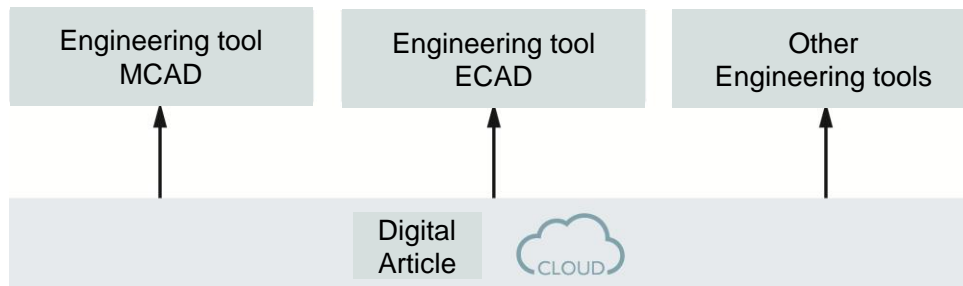 Engineering tool
MCAD
Engineering tool
ECAD
Other
Engineering tools
Digital
Article
CLOUD